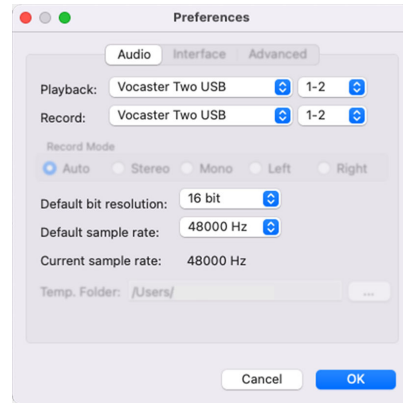 Preferences
Audio Interface Advanced
Playback: Vocaster Two USB 1-2
Record: Vocaster Two USB 1-2
Record Mode
Auto Stereo Mono Left Right
Default bit resolution: 16 bit
Default sample rate: 48000 Hz
Current sample rate: 48000 Hz
Temp. Folder: /Users/ ...
Cancel OK